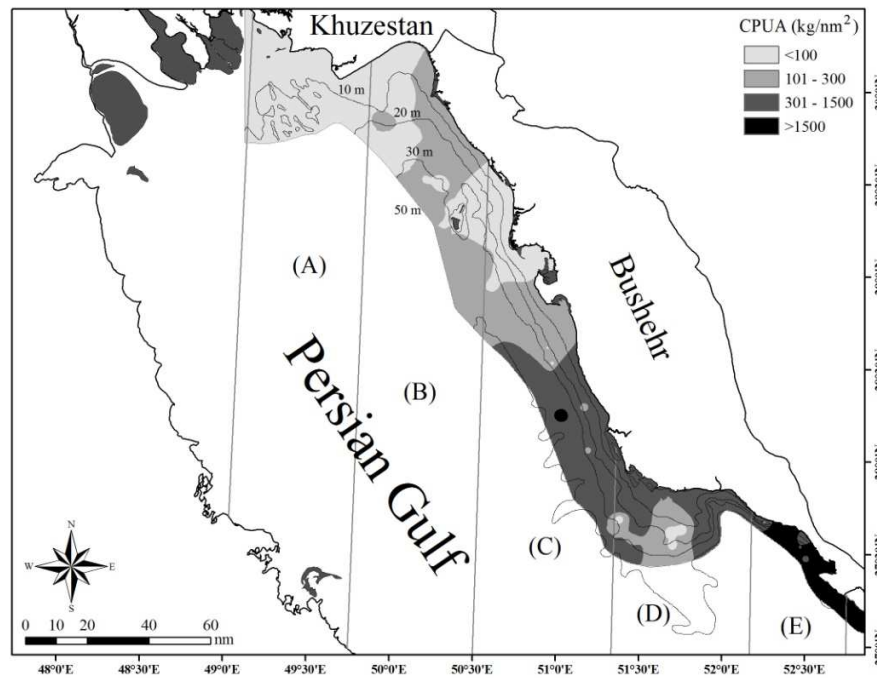 Khuzestan
CPUA (kg/nm²)
<100
101 - 300
301 - 1500
>1500
10 m
20 m
30 m
50 m
(A)
Bushehr
Persian Gulf
(B)
(C)
(D)
(E)
N
W E
S
0 10 20 40 60
nm
48°0'E 48°30'E 49°0'E 49°30'E 50°0'E 50°30'E 51°0'E 51°30'E 52°0'E 52°30'E